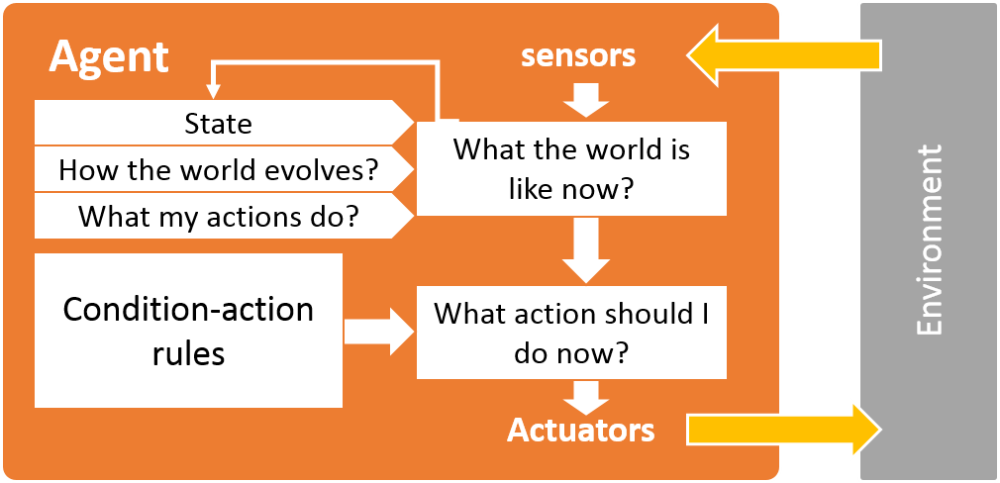 Agent
sensors
State
How the world evolves?
What my actions do?
What the world is
like now?
Condition-action
rules
What action should I
do now?
Actuators
Environment